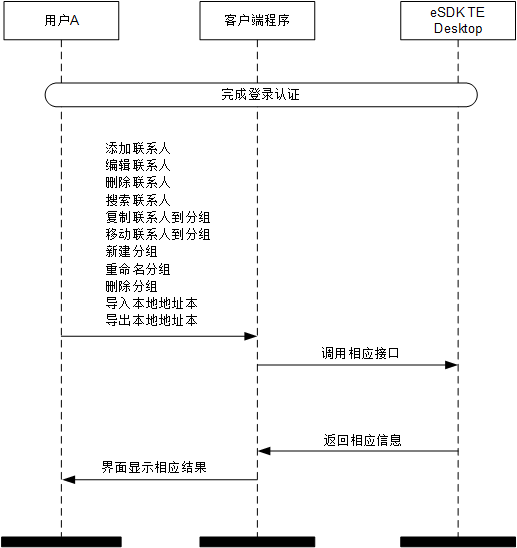 用户A
客户端程序
eSDK TE
Desktop
完成登录认证
添加联系人
编辑联系人
删除联系人
搜索联系人
复制联系人到分组
移动联系人到分组
新建分组
重命名分组
删除分组
导入本地地址本
导出本地地址本
调用相应接口
返回相应信息
界面显示相应结果